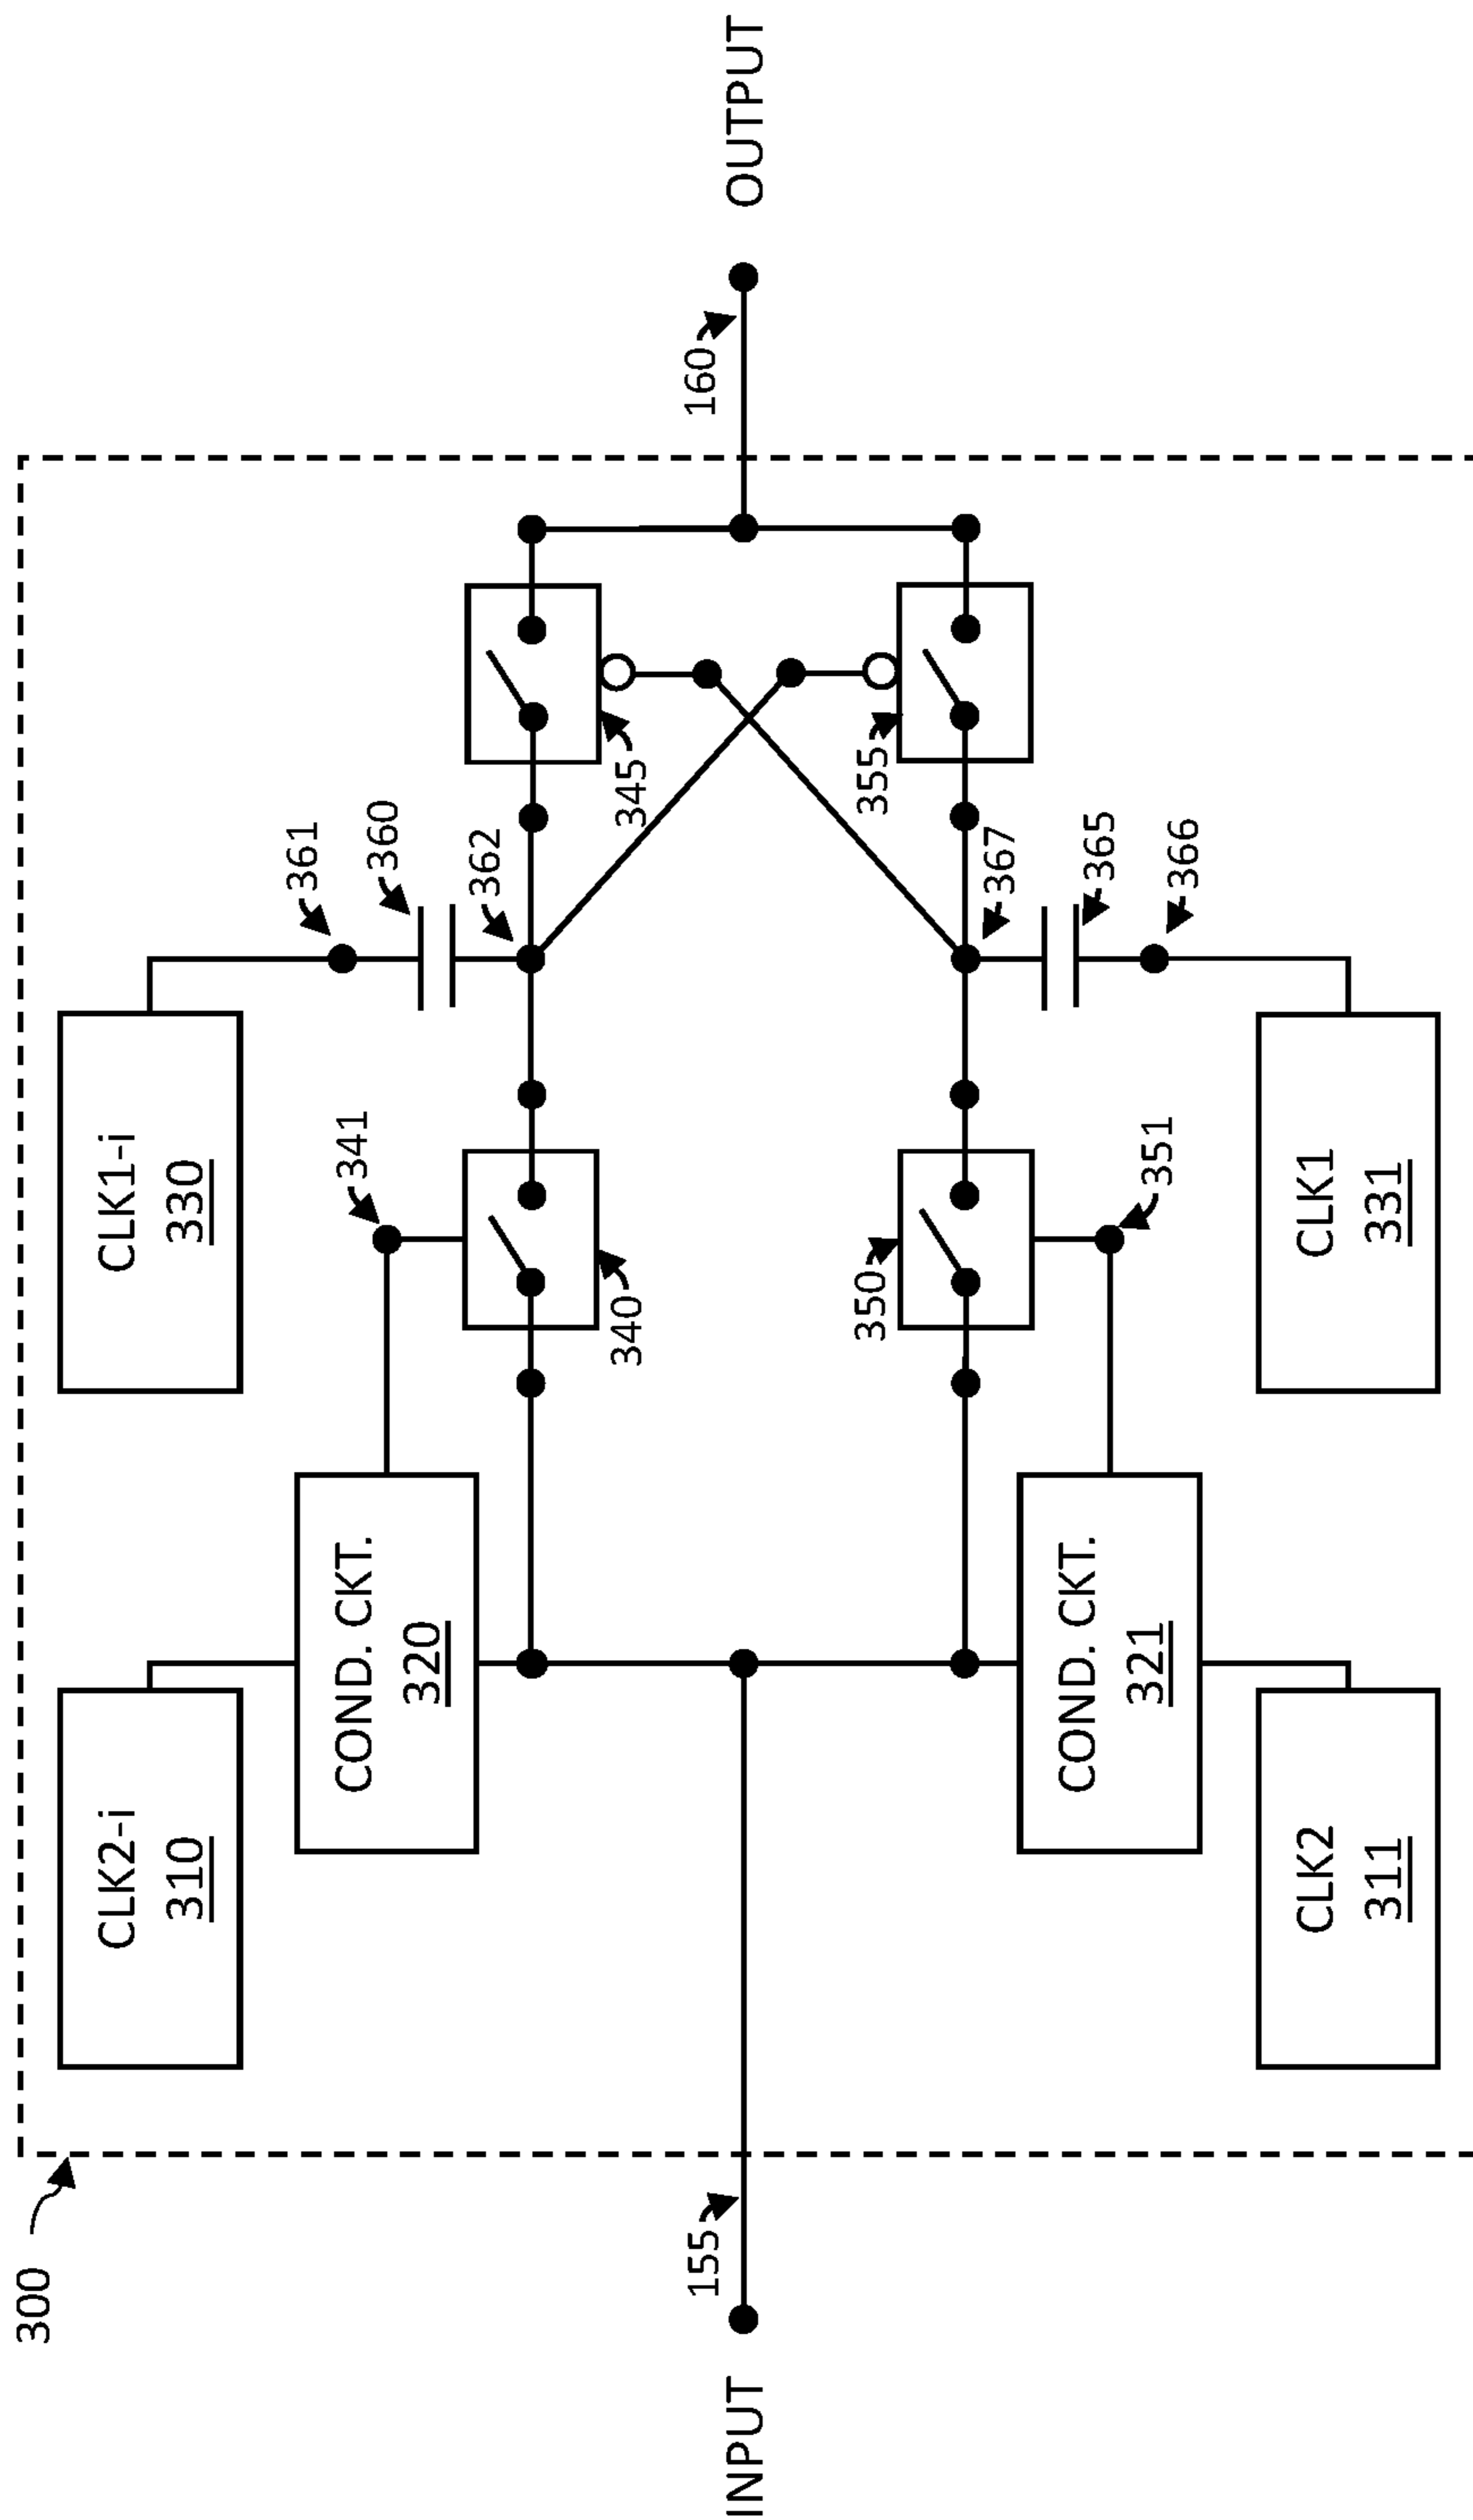 300
CLK2-i
310
CLK1-i
330
361
341
360
COND. CKT.
320
362
340
345
INPUT
155
160
OUTPUT
350
355
367
COND. CKT.
321
351
365
366
CLK2
311
CLK1
331